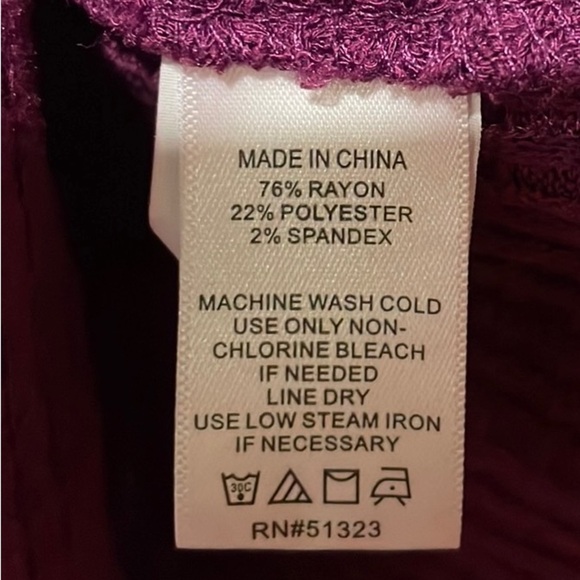 MADE IN CHINA
76% RAYON
22% POLYESTER
2% SPANDEX
MACHINE WASH COLD
USE ONLY NON-
CHLORINE BLEACH
IF NEEDED
LINE DRY
USE LOW STEAM IRON
IF NECESSARY
30C
RN#51323